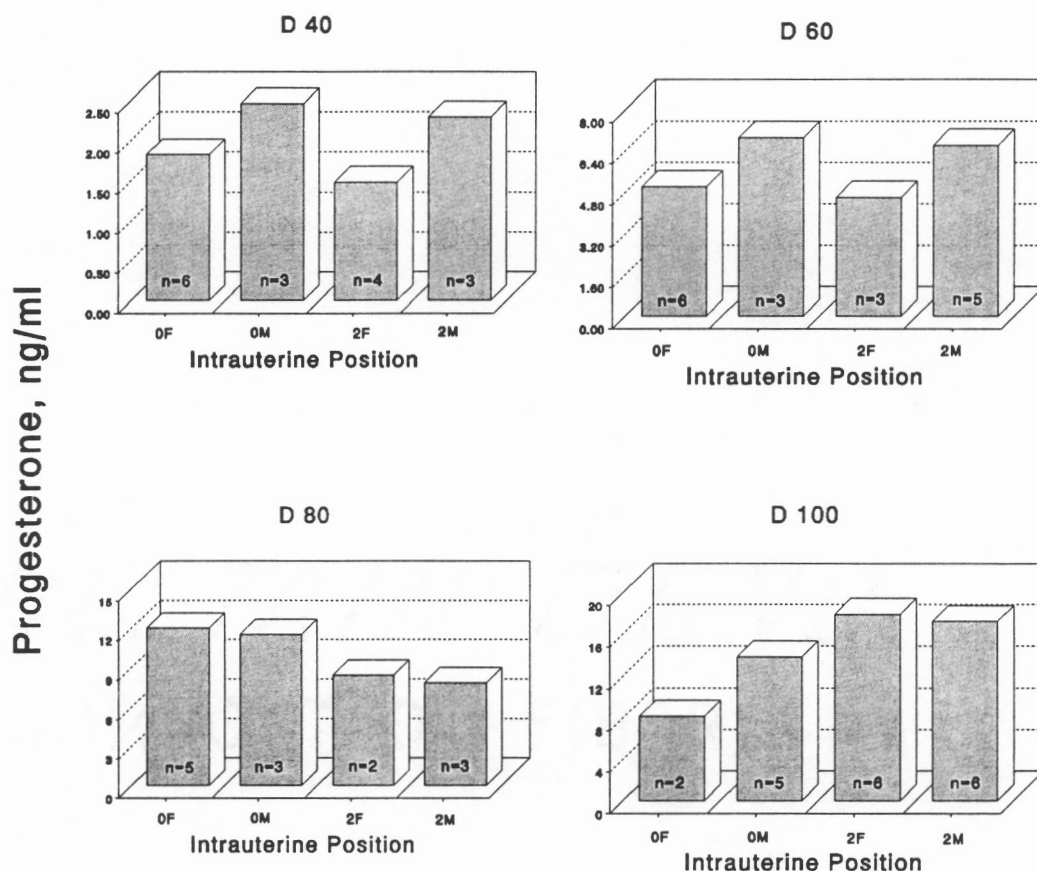 Progesterone, ng/ml
D 40
2.50
2.00
1.50
1.00
0.50
0.00
n=6
n=3
n=4
n=3
0F
0M
2F
2M
Intrauterine Position
D 60
8.00
6.40
4.80
3.20
1.60
0.00
n=6
n=3
n=3
n=5
0F
0M
2F
2M
Intrauterine Position
D 80
15
12
9
6
3
0
n=5
n=3
n=2
n=3
0F
0M
2F
2M
Intrauterine Position
D 100
20
16
12
8
4
0
n=2
n=5
n=6
n=6
0F
0M
2F
2M
Intrauterine Position